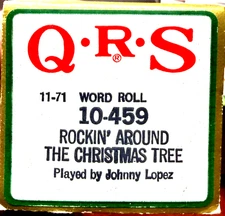 Q·R·S
®
11-71 WORD ROLL
10-459
ROCKIN' AROUND
THE CHRISTMAS TREE
Played by Johnny Lopez